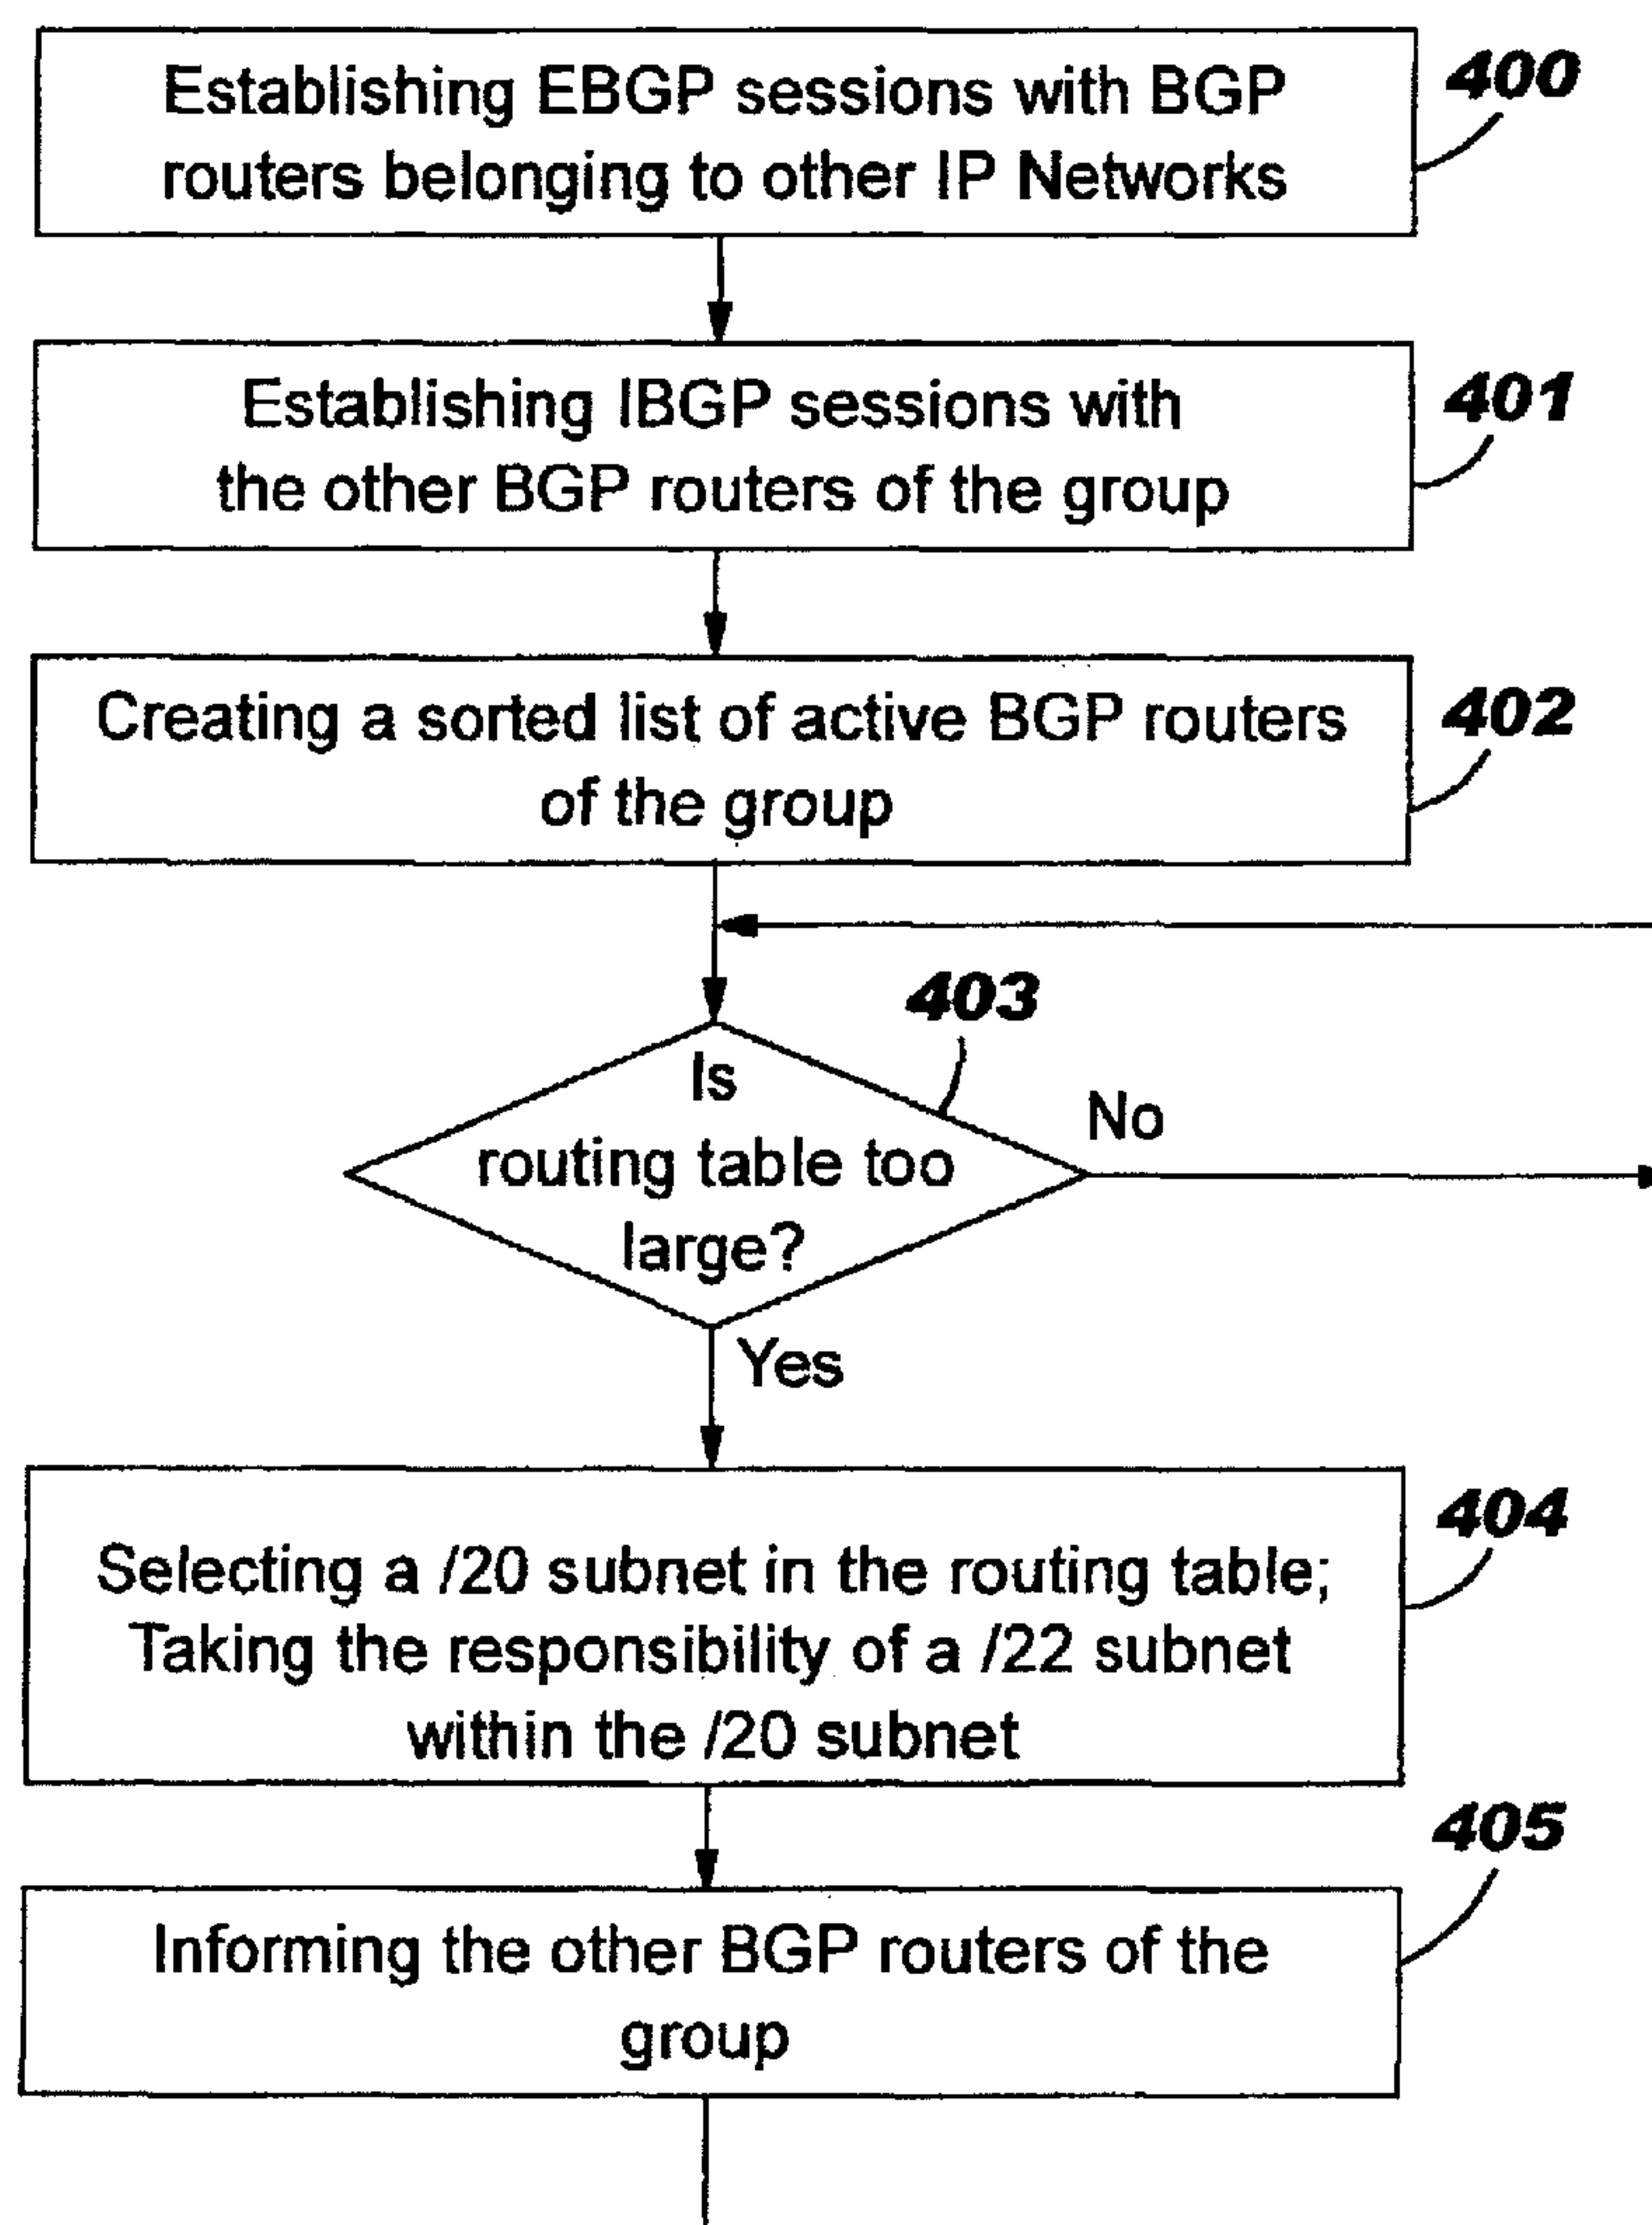 Establishing EBGP sessions with BGP
routers belonging to other IP Networks
400
Establishing IBGP sessions with
the other BGP routers of the group
401
Creating a sorted list of active BGP routers
of the group
402
403
Is
routing table too
large?
No
Yes
Selecting a /20 subnet in the routing table;
Taking the responsibility of a /22 subnet
within the /20 subnet
404
Informing the other BGP routers of the
group
405